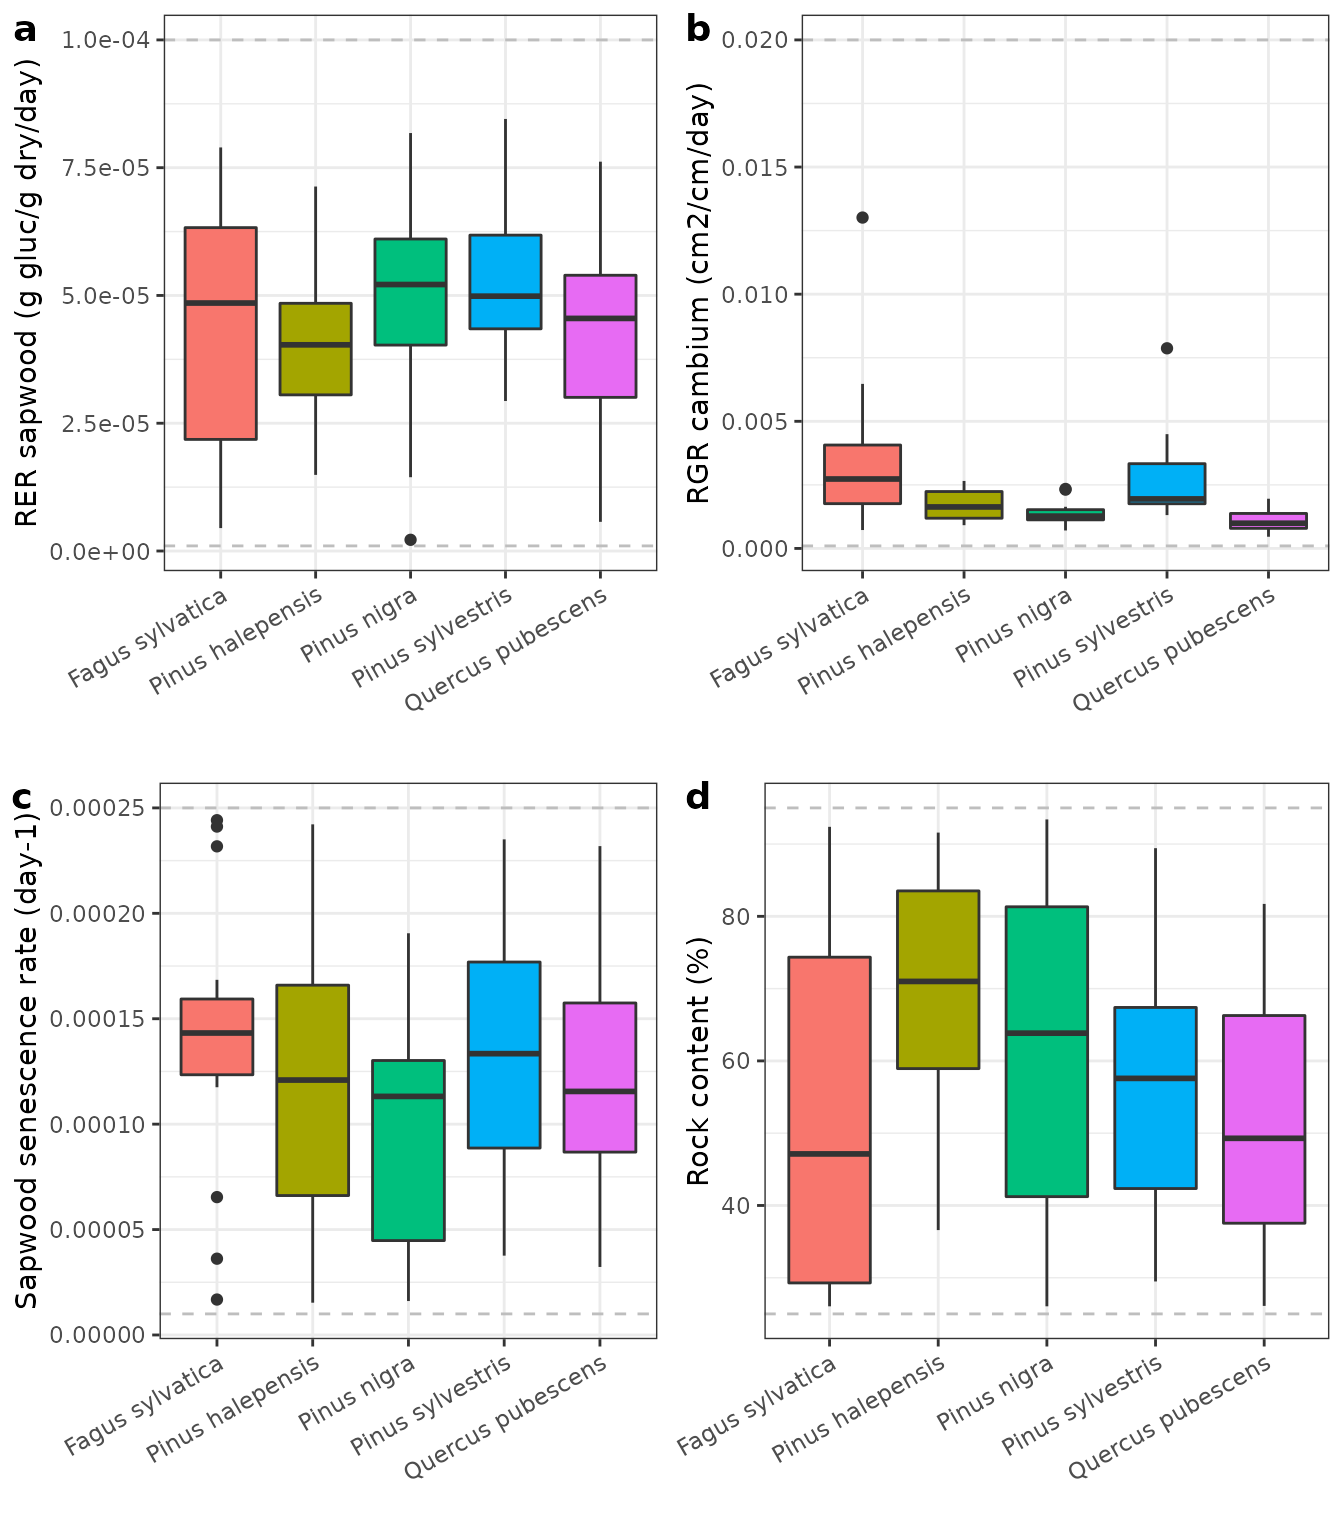 a
RER sapwood (g gluc/g dry/day)
1.0e-04
7.5e-05
5.0e-05
2.5e-05
0.0e+00
Fagus sylvatica
Pinus halepensis
Pinus nigra
Pinus sylvestris
Quercus pubescens
b
RGR cambium (cm2/cm/day)
0.020
0.015
0.010
0.005
0.000
Fagus sylvatica
Pinus halepensis
Pinus nigra
Pinus sylvestris
Quercus pubescens
c
Sapwood senescence rate (day-1)
0.00025
0.00020
0.00015
0.00010
0.00005
0.00000
Fagus sylvatica
Pinus halepensis
Pinus nigra
Pinus sylvestris
Quercus pubescens
d
Rock content (%)
80
60
40
Fagus sylvatica
Pinus halepensis
Pinus nigra
Pinus sylvestris
Quercus pubescens